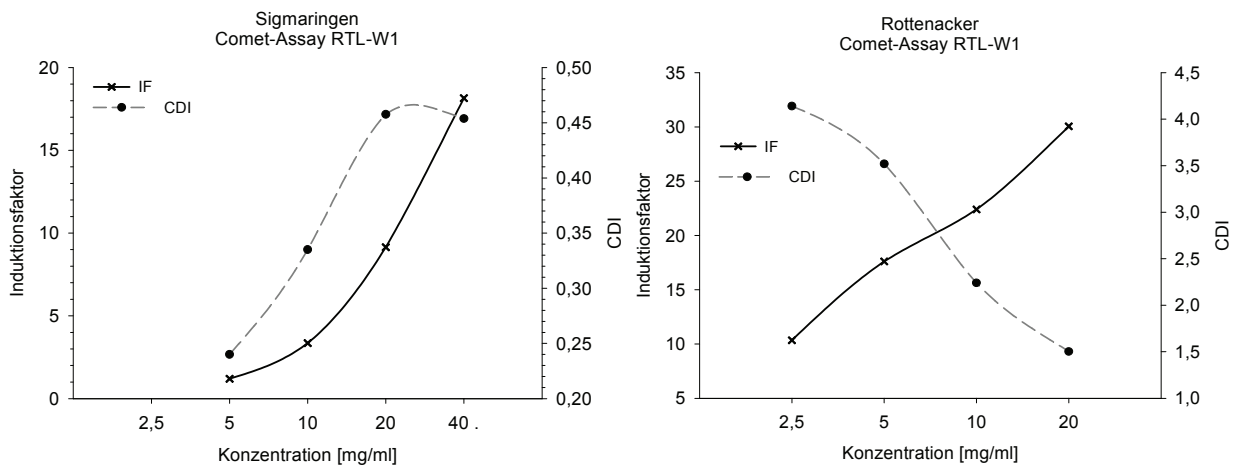 Sigmaringen
Comet-Assay RTL-W1
IF
CDI
20
15
9
5
0
Induktionsfaktor
0,50
0,45
0,40
0,35
0,30
0,25
0,20
CDI
2,5 5 10 20 40 .
Konzentration [mg/ml]
Rottenacker
Comet-Assay RTL-W1
IF
CDI
35
30
25
20
15
10
5
Induktionsfaktor
4,5
4,0
3,5
3,0
2,5
2,0
1,5
1,0
CDI
2,5 5 10 20
Konzentration [mg/ml]